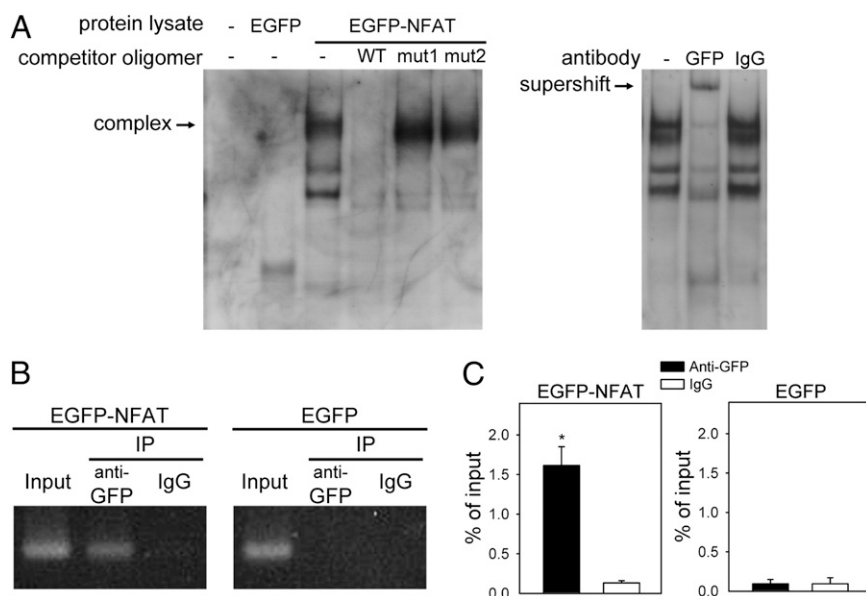 A
protein lysate - EGFP EGFP-NFAT
competitor oligomer - - - WT mut1 mut2
complex →
antibody - GFP IgG
supershift →
B
EGFP-NFAT EGFP
IP IP
Input anti-GFP IgG Input anti-GFP IgG
C
Anti-GFP
IgG
EGFP-NFAT EGFP
% of input
2.0
1.5
1.0
0.5
0.0
*
% of input
2.0
1.5
1.0
0.5
0.0